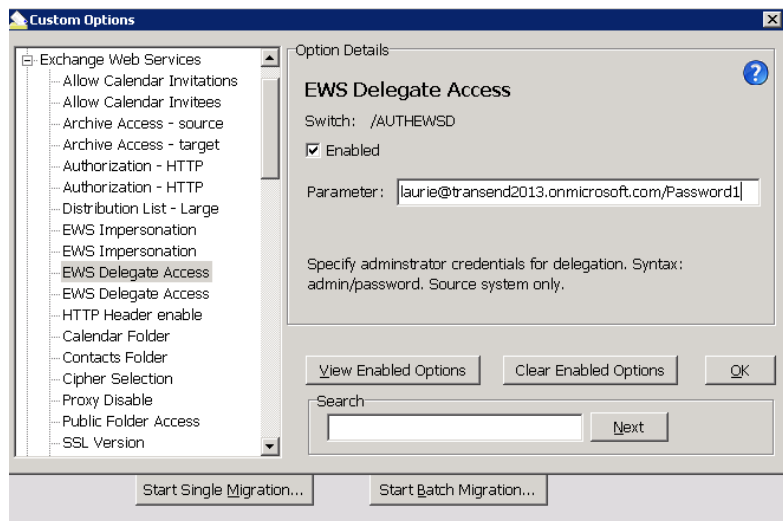 Custom Options
Exchange Web Services
Allow Calendar Invitations
Allow Calendar Invitees
Archive Access - source
Archive Access - target
Authorization - HTTP
Authorization - HTTP
Distribution List - Large
EWS Impersonation
EWS Impersonation
EWS Delegate Access
EWS Delegate Access
HTTP Header enable
Calendar Folder
Contacts Folder
Cipher Selection
Proxy Disable
Public Folder Access
SSL Version
Option Details
EWS Delegate Access
Switch: /AUTHEWSD
Enabled
Parameter: laurie@transend2013.onmicrosoft.com/Password1
Specify adminstrator credentials for delegation. Syntax:
admin/password. Source system only.
View Enabled Options Clear Enabled Options OK
Search
Next
Start Single Migration... Start Batch Migration...